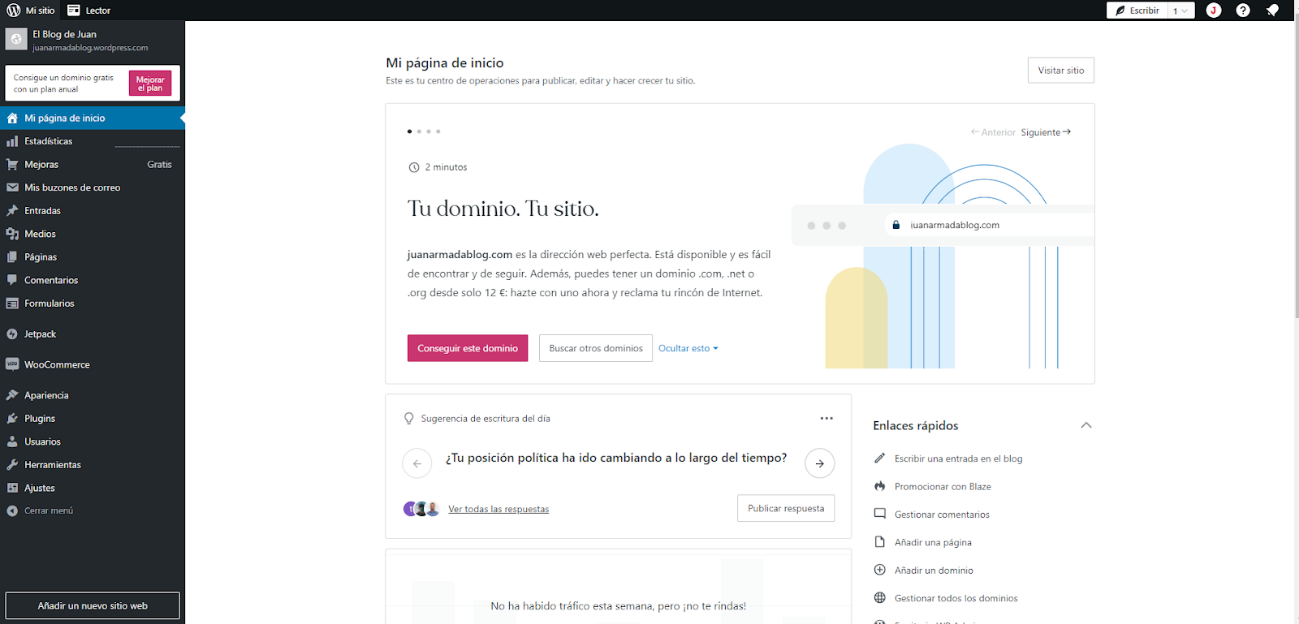 Mi sitio
Lector
Escribir
1
J
?
El Blog de Juan
juanarmadablog.wordpress.com
Consigue un dominio gratis
con un plan anual
Mejorar
el plan
Mi página de inicio
Estadísticas
Mejoras
Gratis
Mis buzones de correo
Entradas
Medios
Páginas
Comentarios
Formularios
Jetpack
WooCommerce
Apariencia
Plugins
Usuarios
Herramientas
Ajustes
Cerrar menú
Añadir un nuevo sitio web
Mi página de inicio
Este es tu centro de operaciones para publicar, editar y hacer crecer tu sitio.
Visitar sitio
Anterior
Siguiente
2 minutos
Tu dominio. Tu sitio.
juanarmadablog.com es la dirección web perfecta. Está disponible y es fácil
de encontrar y de seguir. Además, puedes tener un dominio .com, .net o
.org desde solo 12 €: hazte con uno ahora y reclama tu rincón de Internet.
juanarmadablog.com
Conseguir este dominio
Buscar otros dominios
Ocultar esto
Sugerencia de escritura del día
¿Tu posición política ha ido cambiando a lo largo del tiempo?
Ver todas las respuestas
Publicar respuesta
No ha habido tráfico esta semana, pero ¡no te rindas!
Enlaces rápidos
Escribir una entrada en el blog
Promocionar con Blaze
Gestionar comentarios
Añadir una página
Añadir un dominio
Gestionar todos los dominios